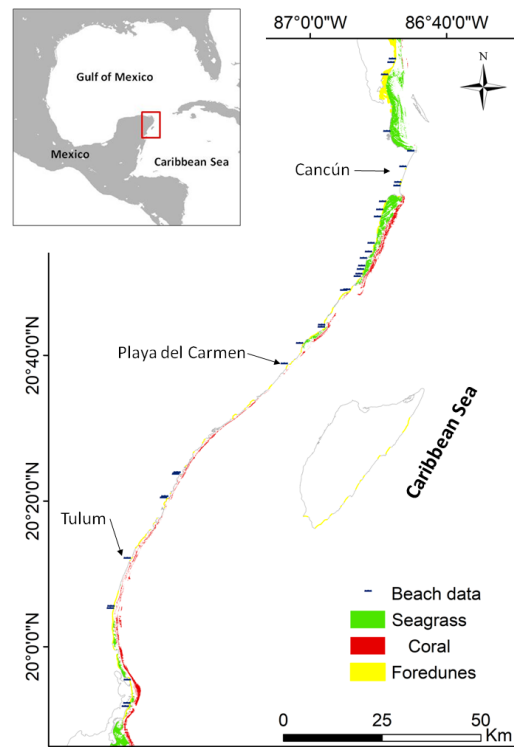 87°0'0"W
86°40'0"W
Gulf of Mexico
N
Mexico
Caribbean Sea
Cancún
20°40'0"N
Playa del Carmen
Caribbean Sea
20°20'0"N
Tulum
20°0'0"N
Beach data
Seagrass
Coral
Foredunes
0
25
50
Km